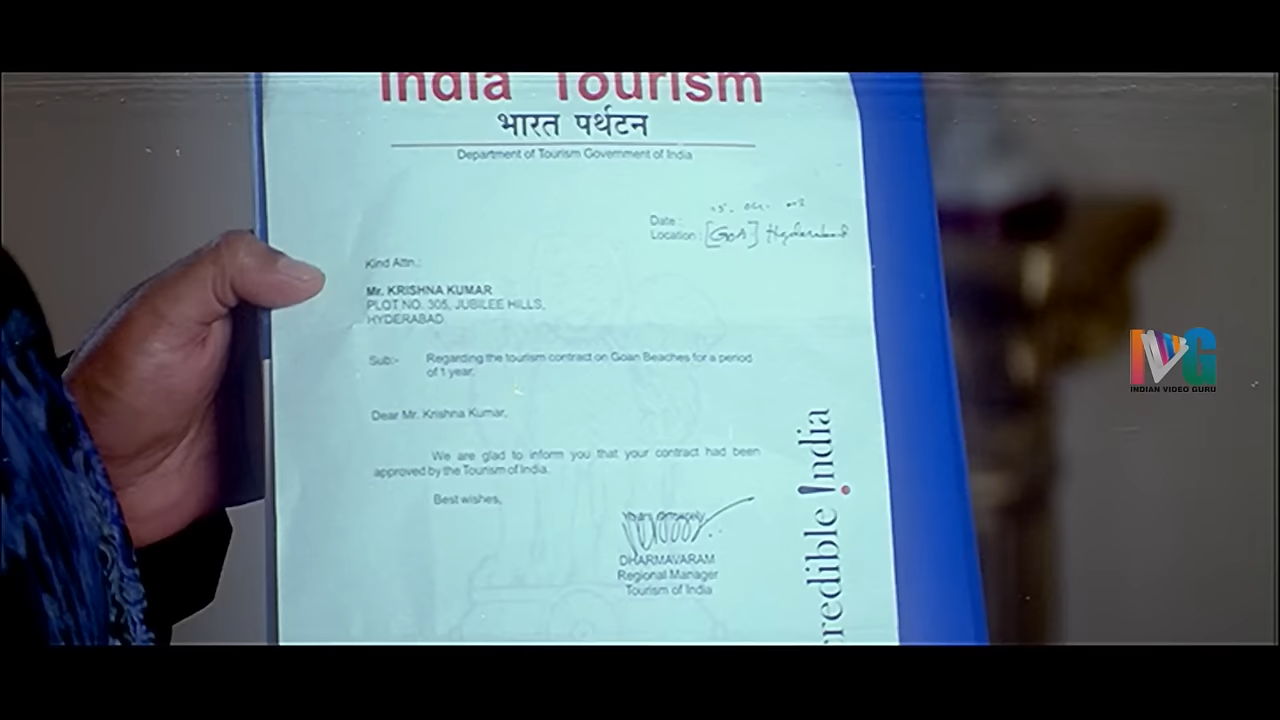 India Tourism
भारत पर्थटन
Department of Tourism Government of India
Date :
Location : [GOA] Hyderabad
Kind Attn.:
Mr. KRISHNA KUMAR
PLOT NO. 305, JUBILEE HILLS,
HYDERABAD
Sub:- Regarding the tourism contract on Goan Beaches for a period
of 1 year.
Dear Mr. Krishna Kumar,
We are glad to inform you that your contract had been
approved by the Tourism of India.
Best wishes,
DHARMAVARAM
Regional Manager
Tourism of India
redible India
IVG
INDIAN VIDEO GURU